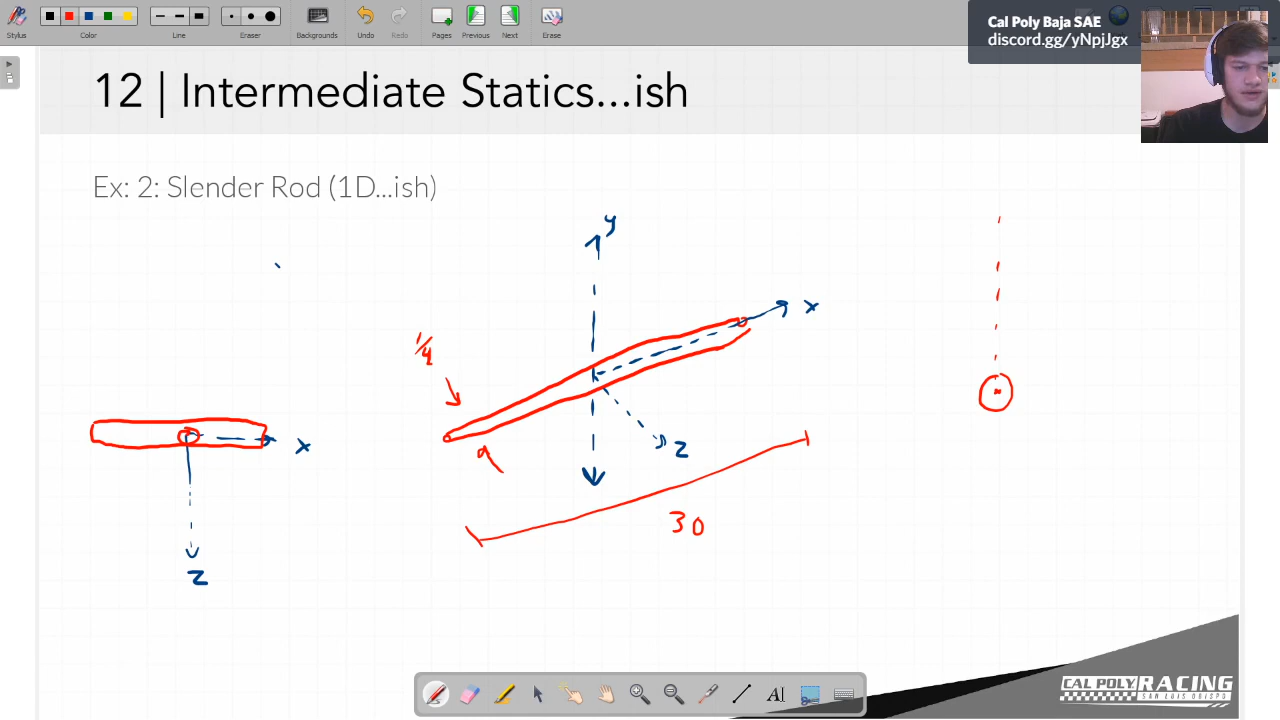 Stylus
Color
Line
Eraser
Backgrounds
Undo
Redo
Pages
Previous
Next
Erase
Cal Poly Baja SAE
discord.gg/yNpjJgx
12 | Intermediate Statics...ish
Ex: 2: Slender Rod (1D...ish)
y
x
1/4
x
z
30
z
AI
CAL POLY RACING
SAN LUIS OBISPO